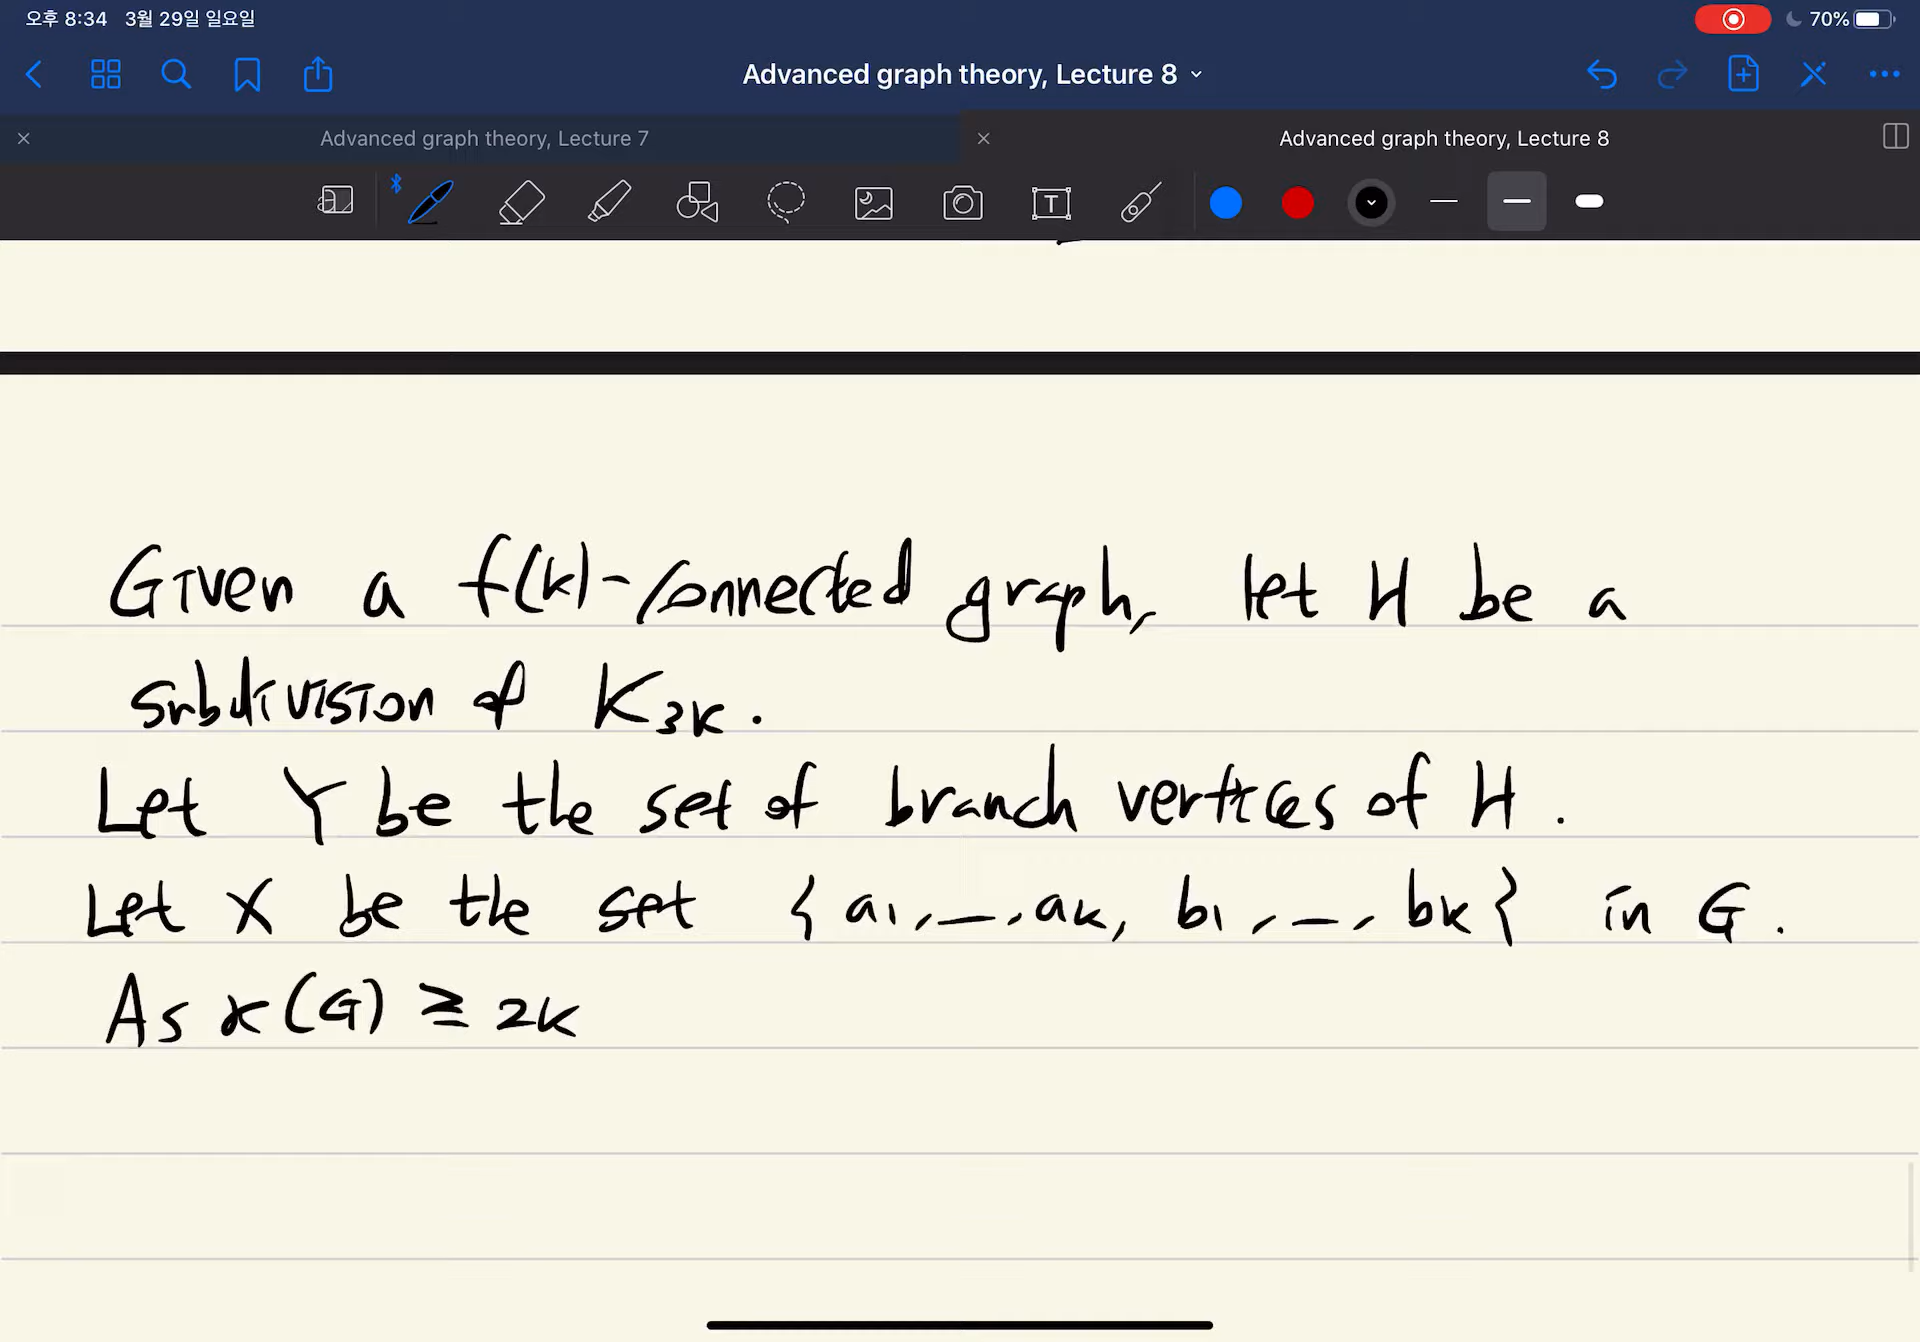 오후 8:34 3월 29일 일요일
70%
Advanced graph theory, Lecture 8
Advanced graph theory, Lecture 7
Advanced graph theory, Lecture 8
Given a f(k)-connected graph, let H be a
subdivision of K₃ₖ.
Let Y be the set of branch vertices of H.
Let X be the set {a₁, ―, aₖ, b₁, ―, bₖ} in G.
As κ(G) ≥ 2k